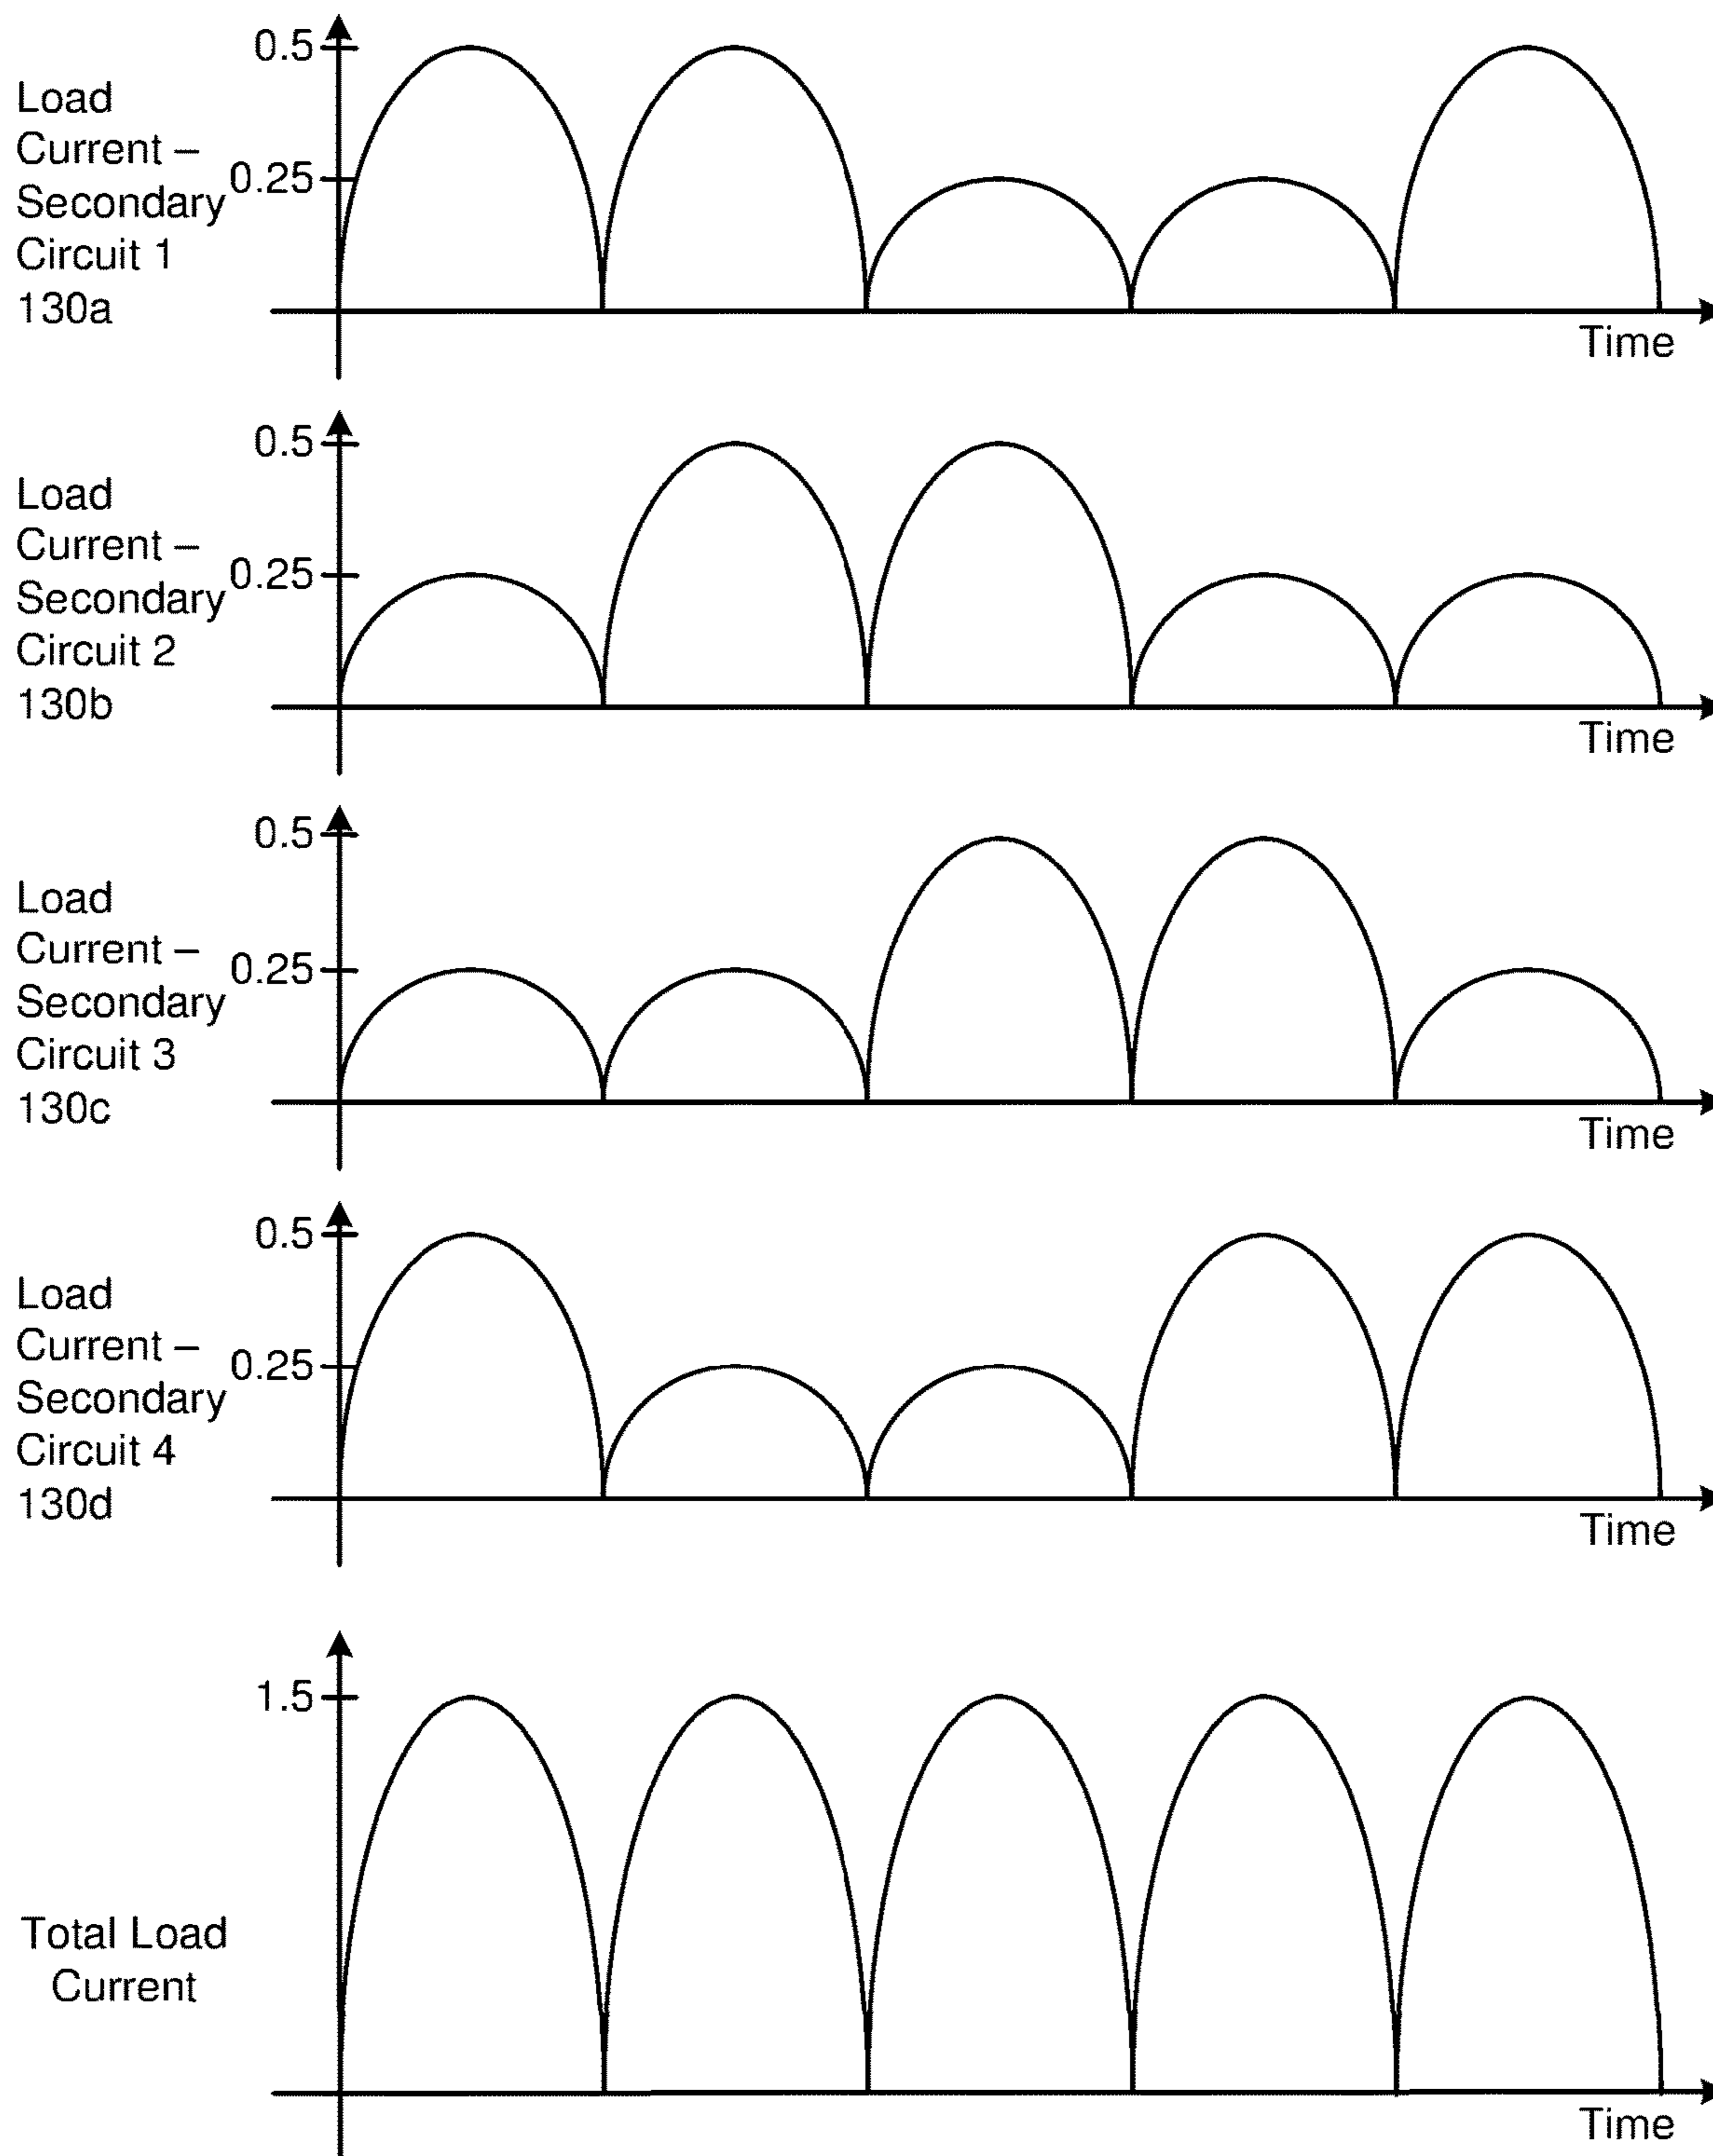 0.5
Load
Current –
Secondary
Circuit 1
130a
0.25
Time
0.5
Load
Current –
Secondary
Circuit 2
130b
0.25
Time
0.5
Load
Current –
Secondary
Circuit 3
130c
0.25
Time
0.5
Load
Current –
Secondary
Circuit 4
130d
0.25
Time
1.5
Total Load
Current
Time